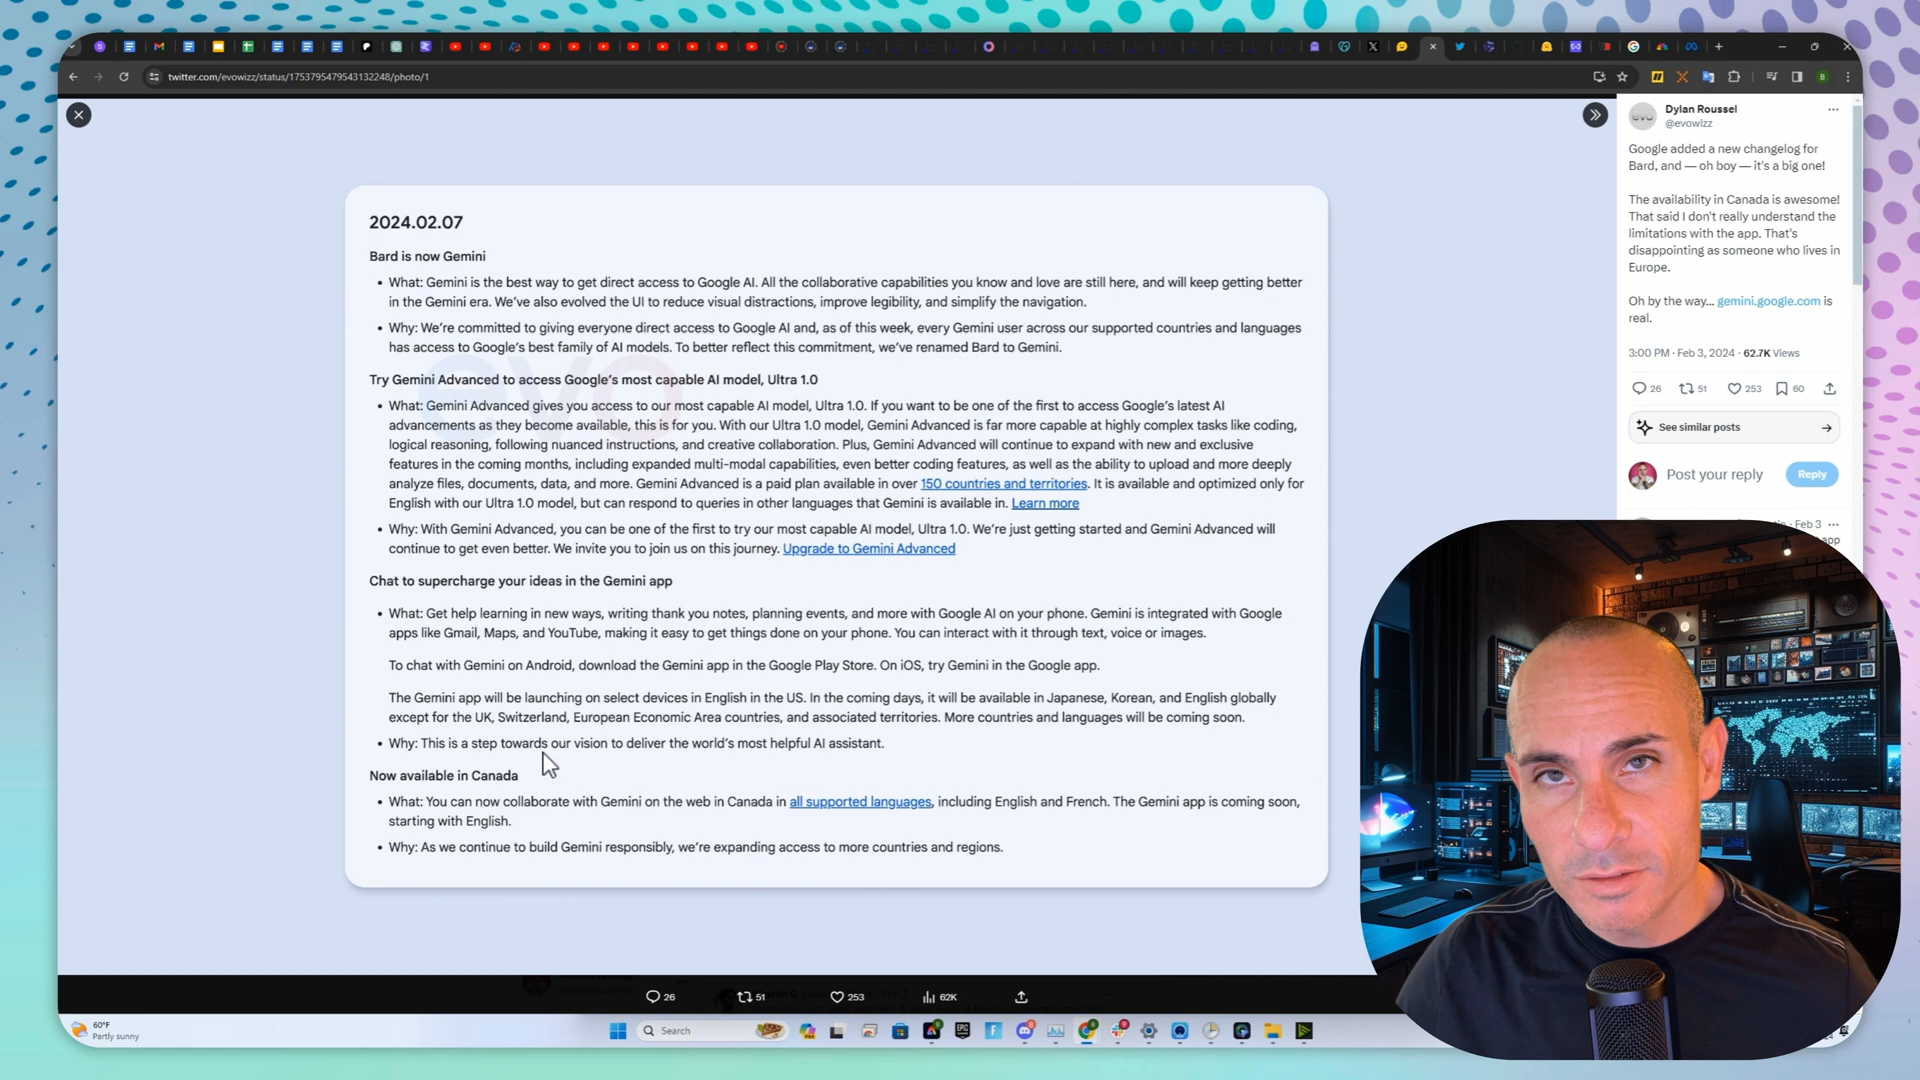 twitter.com/evowizz/status/1753795479543132248/photo/1
2024.02.07
Bard is now Gemini
• What: Gemini is the best way to get direct access to Google AI. All the collaborative capabilities you know and love are still here, and will keep getting better
in the Gemini era. We've also evolved the UI to reduce visual distractions, improve legibility, and simplify the navigation.
• Why: We're committed to giving everyone direct access to Google AI and, as of this week, every Gemini user across our supported countries and languages
has access to Google's best family of AI models. To better reflect this commitment, we've renamed Bard to Gemini.
evo
Try Gemini Advanced to access Google's most capable AI model, Ultra 1.0
• What: Gemini Advanced gives you access to our most capable AI model, Ultra 1.0. If you want to be one of the first to access Google's latest AI
advancements as they become available, this is for you. With our Ultra 1.0 model, Gemini Advanced is far more capable at highly complex tasks like coding,
logical reasoning, following nuanced instructions, and creative collaboration. Plus, Gemini Advanced will continue to expand with new and exclusive
features in the coming months, including expanded multi-modal capabilities, even better coding features, as well as the ability to upload and more deeply
analyze files, documents, data, and more. Gemini Advanced is a paid plan available in over 150 countries and territories. It is available and optimized only for
English with our Ultra 1.0 model, but can respond to queries in other languages that Gemini is available in. Learn more
• Why: With Gemini Advanced, you can be one of the first to try our most capable AI model, Ultra 1.0. We're just getting started and Gemini Advanced will
continue to get even better. We invite you to join us on this journey. Upgrade to Gemini Advanced
Chat to supercharge your ideas in the Gemini app
• What: Get help learning in new ways, writing thank you notes, planning events, and more with Google AI on your phone. Gemini is integrated with Google
apps like Gmail, Maps, and YouTube, making it easy to get things done on your phone. You can interact with it through text, voice or images.
To chat with Gemini on Android, download the Gemini app in the Google Play Store. On iOS, try Gemini in the Google app.
The Gemini app will be launching on select devices in English in the US. In the coming days, it will be available in Japanese, Korean, and English globally
except for the UK, Switzerland, European Economic Area countries, and associated territories. More countries and languages will be coming soon.
• Why: This is a step towards our vision to deliver the world's most helpful AI assistant.
Now available in Canada
• What: You can now collaborate with Gemini on the web in Canada in all supported languages, including English and French. The Gemini app is coming soon,
starting with English.
• Why: As we continue to build Gemini responsibly, we're expanding access to more countries and regions.
26 51 253 62K
Dylan Roussel
@evowizz
Google added a new changelog for
Bard, and — oh boy — it's a big one!
The availability in Canada is awesome!
That said I don't really understand the
limitations with the app. That's
disappointing as someone who lives in
Europe.
Oh by the way... gemini.google.com is
real.
3:00 PM · Feb 3, 2024 · 62.7K Views
26 51 253 60
See similar posts
Post your reply
Reply
Feb 3
app
60°F
Partly sunny
Search